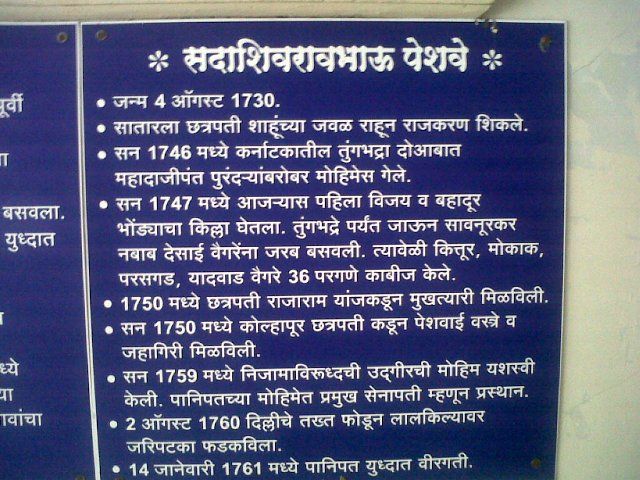 पूर्वी
बसवला.
युध्दात
* सदाशिवरावभाऊ पेशवे *
• जन्म 4 ऑगस्ट 1730.
• सातारला छत्रपती शाहूंच्या जवळ राहून राजकरण शिकले.
• सन 1746 मध्ये कर्नाटकातील तुंगभद्रा दोआबात
महादाजीपंत पुरंदऱ्यांबरोबर मोहिमेस गेले.
• सन 1747 मध्ये आजऱ्यास पहिला विजय व बहादूर
भोंड्याचा किल्ला घेतला. तुंगभद्रे पर्यंत जाऊन सावनूरकर
नबाब देसाई वैगरेंना जरब बसवली. त्यावेळी कित्तूर, मोकाक,
परसगड, यादवाड वैगरे 36 परगणे काबीज केले.
• 1750 मध्ये छत्रपती राजाराम यांजकडून मुखत्यारी मिळविली.
• सन 1750 मध्ये कोल्हापूर छत्रपती कडून पेशवाई वस्त्रे व
जहागिरी मिळविली.
• सन 1759 मध्ये निजामाविरूध्दची उद्गीरची मोहिम यशस्वी
केली. पानिपतच्या मोहिमेत प्रमुख सेनापती म्हणून प्रस्थान.
• 2 ऑगस्ट 1760 दिल्लीचे तख्त फोडून लालकिल्यावर
जरिपटका फडकविला.
• 14 जानेवारी 1761 मध्ये पानिपत युध्दात वीरगती.